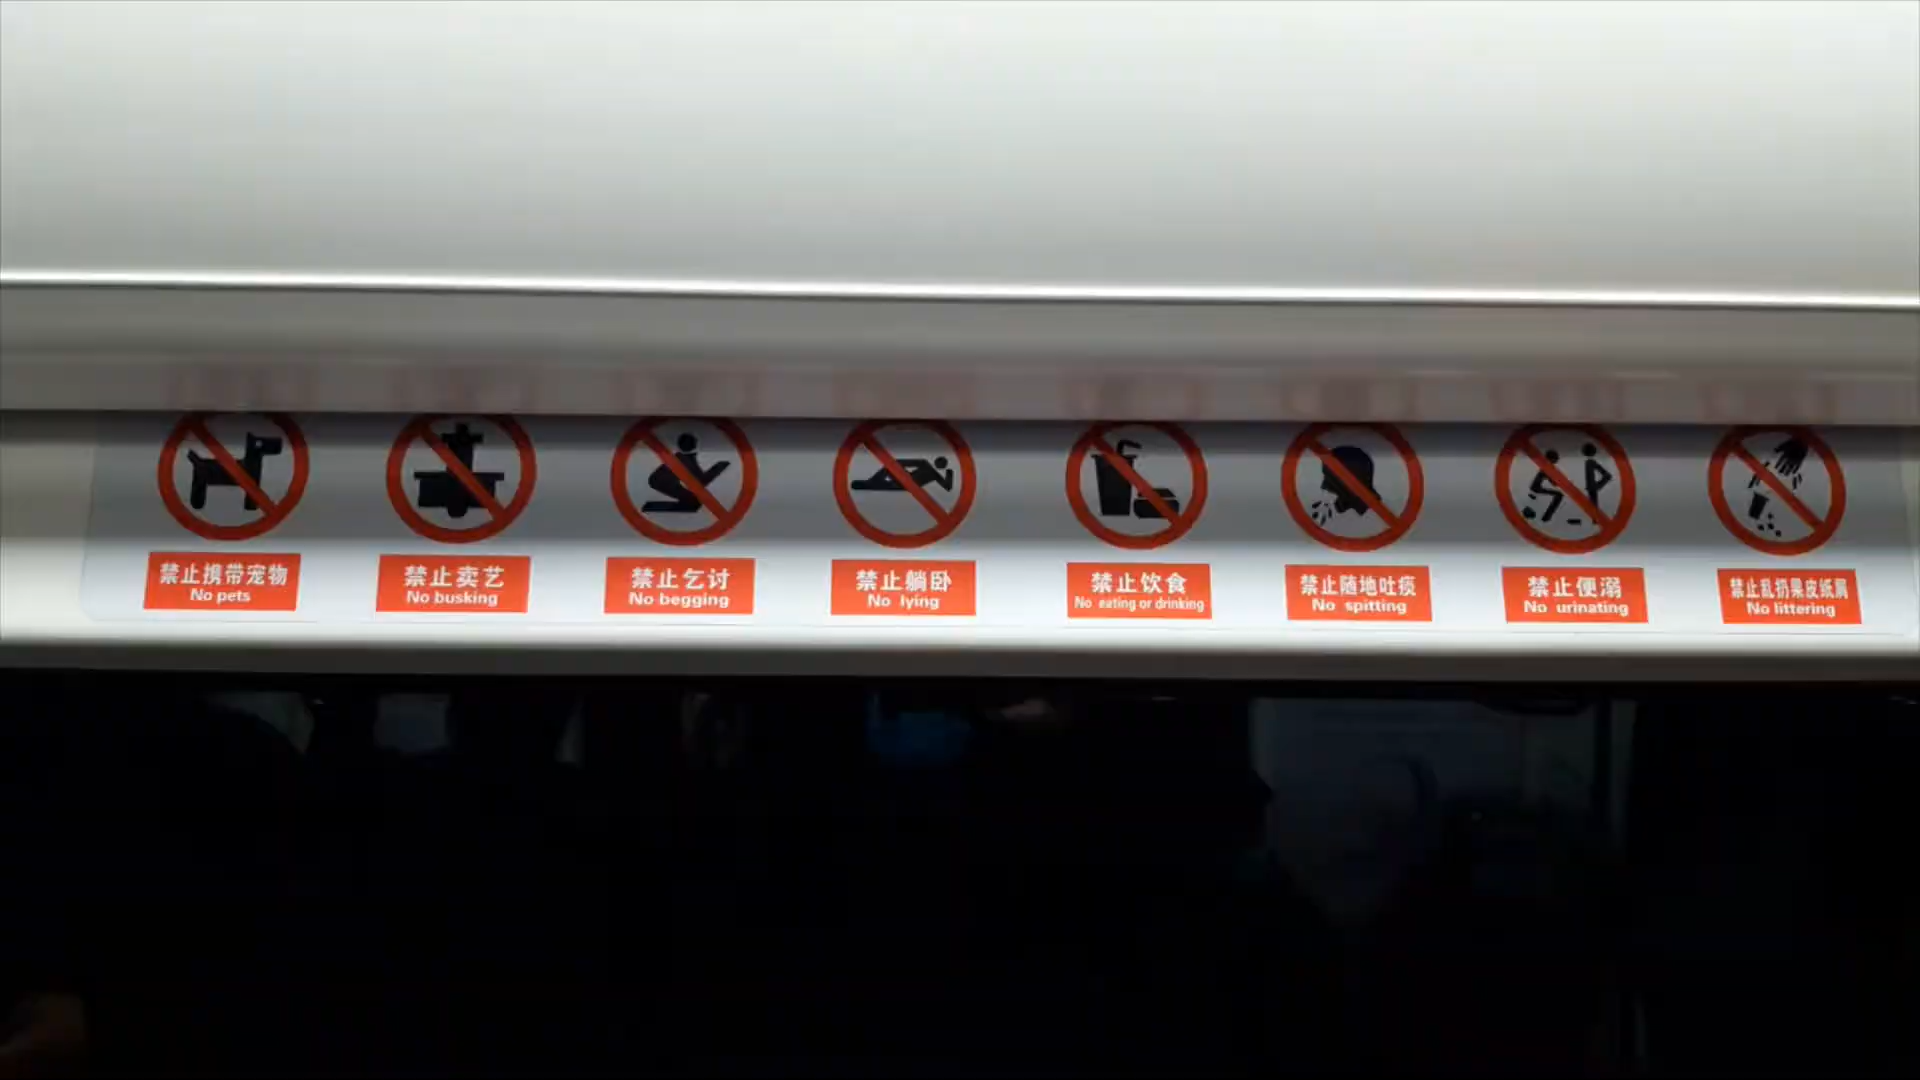 禁止携带宠物
No pets
禁止卖艺
No busking
禁止乞讨
No begging
禁止躺卧
No lying
禁止饮食
No eating or drinking
禁止随地吐痰
No spitting
禁止便溺
No urinating
禁止乱扔果皮纸屑
No littering